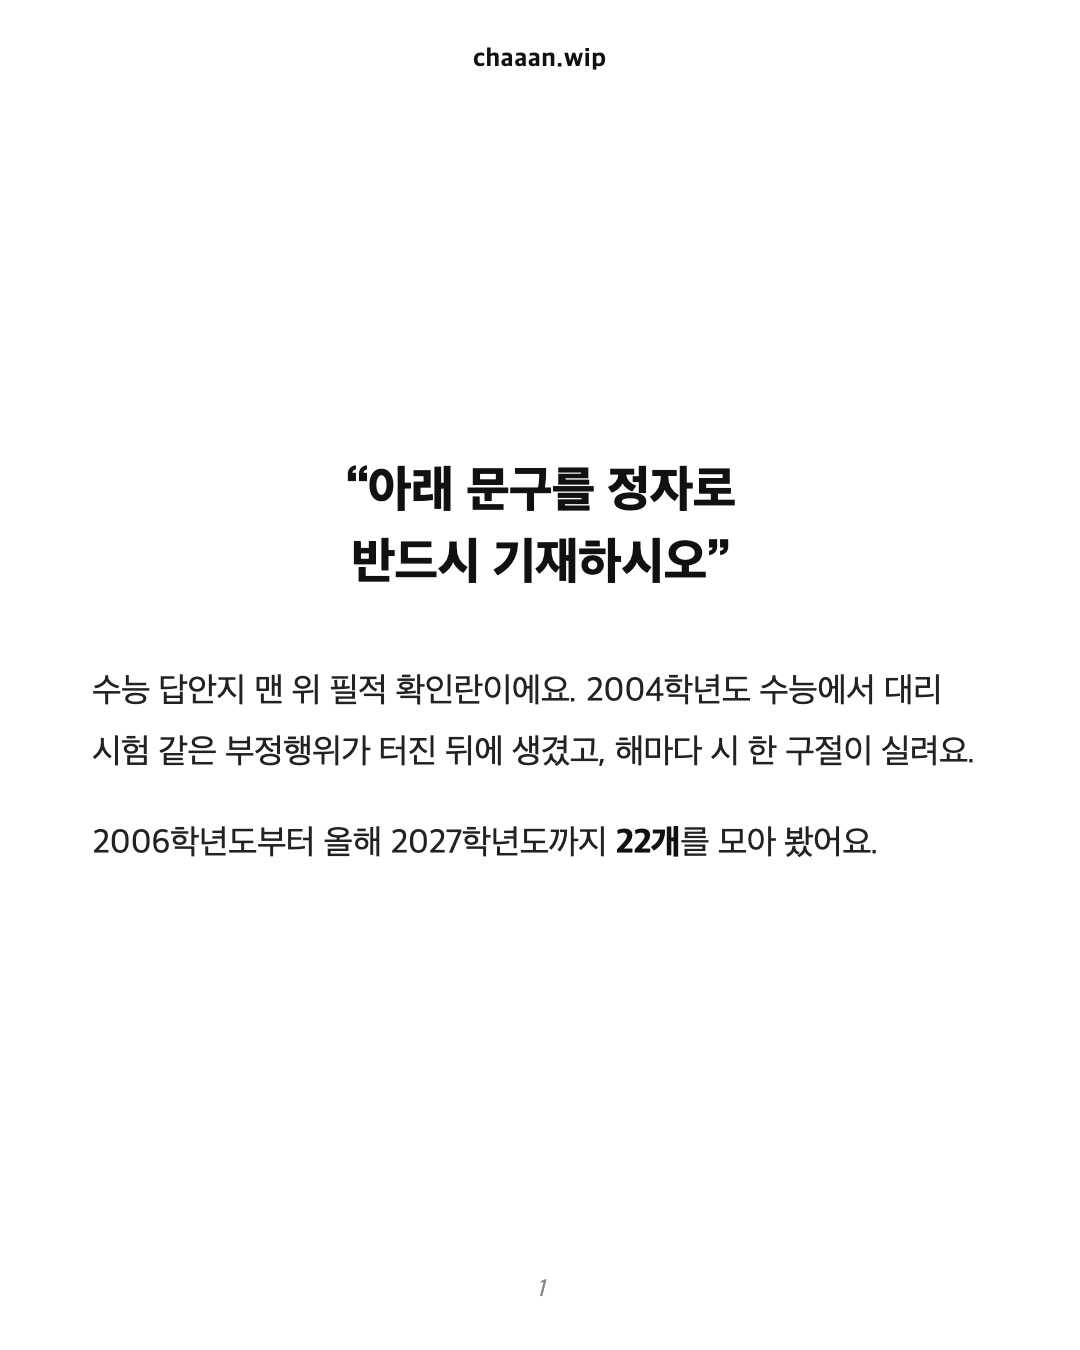 chaaan.wip
“아래 문구를 정자로
반드시 기재하시오”
수능 답안지 맨 위 필적 확인란이에요. 2004학년도 수능에서 대리
시험 같은 부정행위가 터진 뒤에 생겼고, 해마다 시 한 구절이 실려요.
2006학년도부터 올해 2027학년도까지 22개를 모아 봤어요.
1